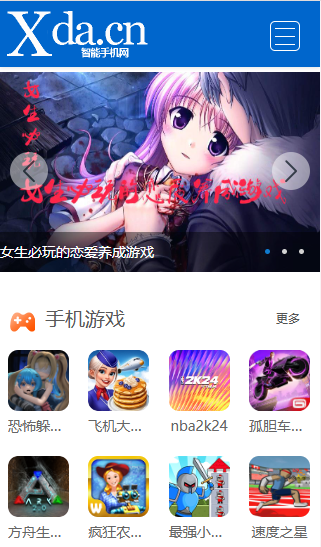 Xda.cn
智能手机网
女生必玩的恋爱养成游戏
女生必玩的恋爱养成游戏
手机游戏
更多
恐怖躲...
飞机大...
2K24
nba2k24
孤胆车...
ARK
方舟生...
W
疯狂农...
最强小...
速度之星